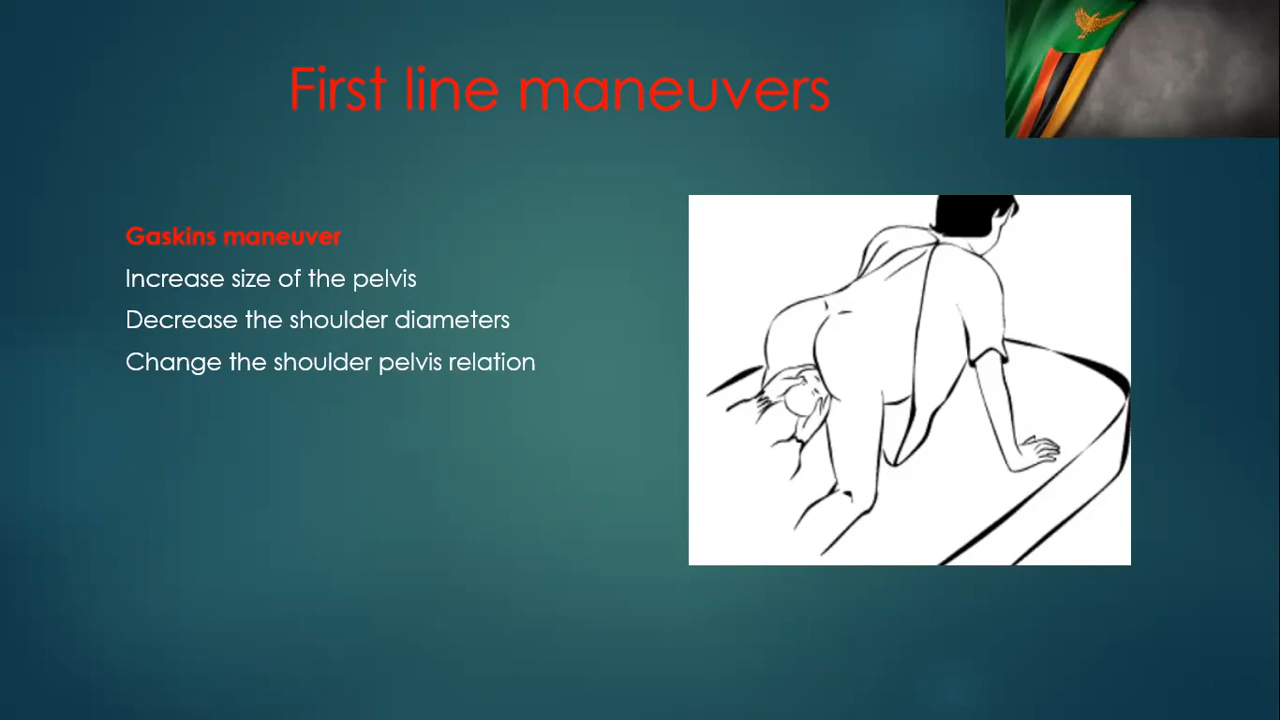 First line maneuvers
Gaskins maneuver
Increase size of the pelvis
Decrease the shoulder diameters
Change the shoulder pelvis relation